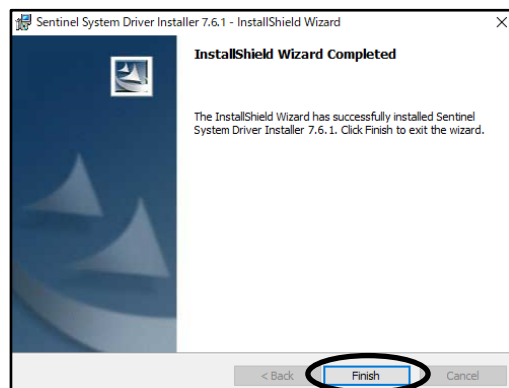 Sentinel System Driver Installer 7.6.1 - InstallShield Wizard
InstallShield Wizard Completed
The InstallShield Wizard has successfully installed Sentinel
System Driver Installer 7.6.1. Click Finish to exit the wizard.
< Back Finish Cancel